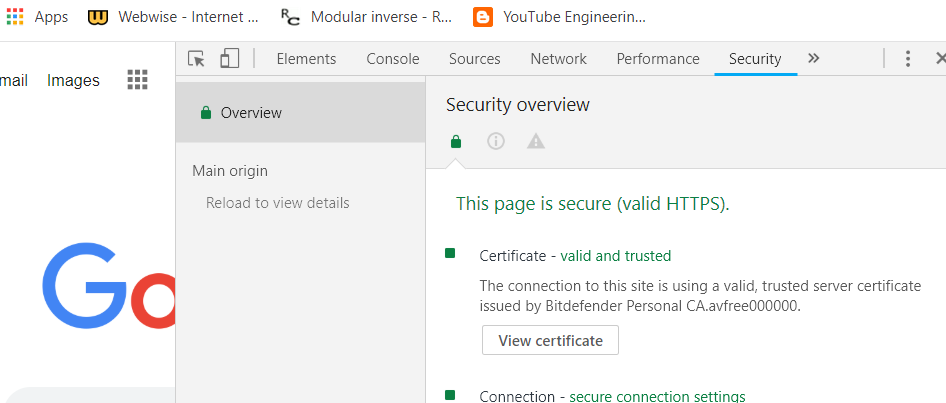 Apps Webwise - Internet ... Modular inverse - R... YouTube Engineerin...
mail Images
Elements Console Sources Network Performance Security »
Overview
Main origin
Reload to view details
Go
Security overview
This page is secure (valid HTTPS).
Certificate - valid and trusted
The connection to this site is using a valid, trusted server certificate
issued by Bitdefender Personal CA.avfree000000.
View certificate
Connection - secure connection settings